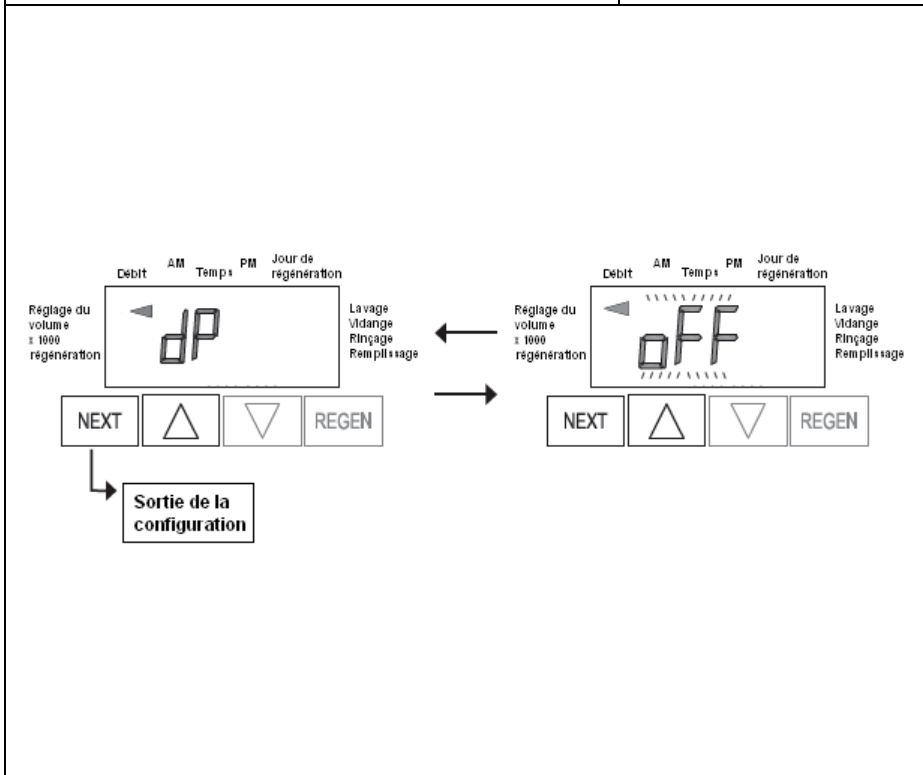 Débit AM Temps PM Jour de régénération
Réglage du volume x 1000 régénération
dP
Lavage
Vidange
Rinçage
Remplissage
NEXT REGEN
Sortie de la
configuration
Débit AM Temps PM Jour de régénération
Réglage du volume x 1000 régénération
oFF
Lavage
Vidange
Rinçage
Remplissage
NEXT REGEN